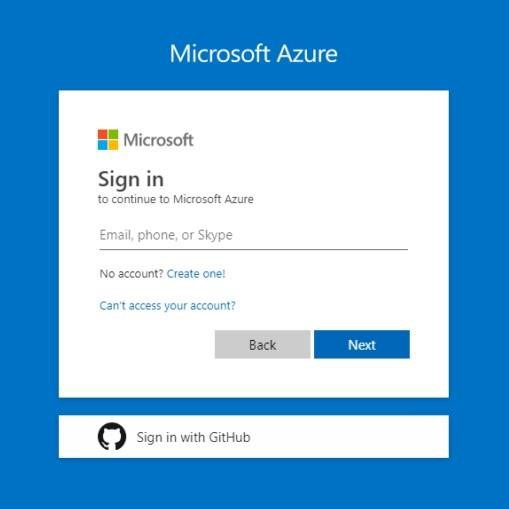 Microsoft Azure
Microsoft
Sign in
to continue to Microsoft Azure
Email, phone, or Skype
No account? Create one!
Can't access your account?
Back Next
Sign in with GitHub